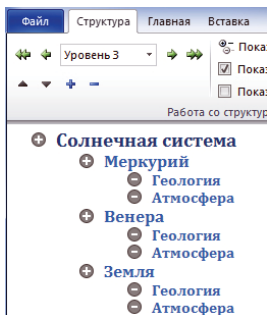 Файл Структура Главная Вставка
Уровень 3
Показ
Показ
Показ
Работа со структур
Солнечная система
Меркурий
Геология
Атмосфера
Венера
Геология
Атмосфера
Земля
Геология
Атмосфера